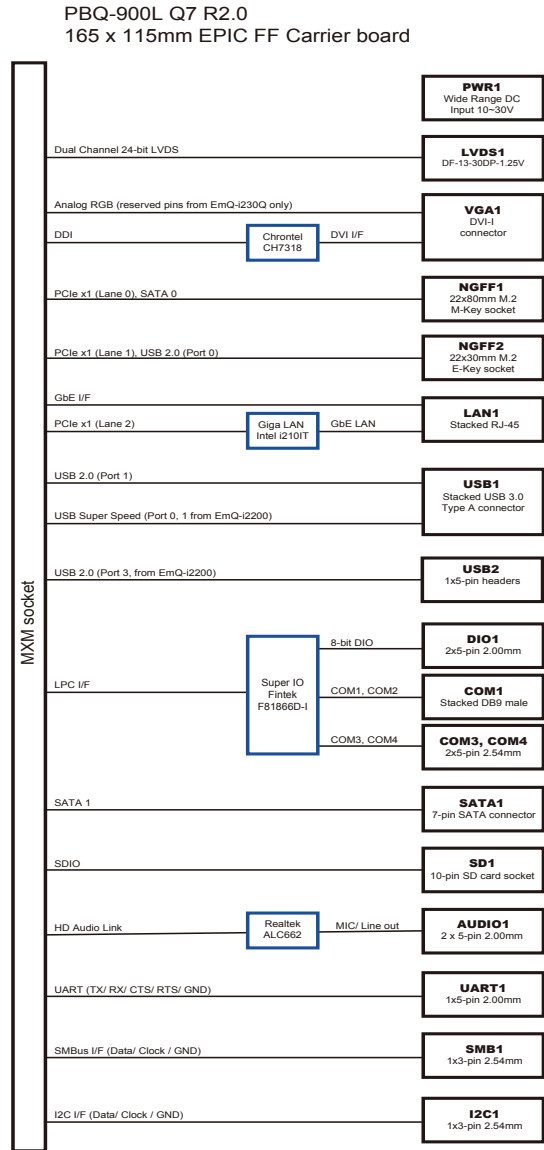 PBQ-900L Q7 R2.0
165 x 115mm EPIC FF Carrier board
MXM socket
PWR1
Wide Range DC
Input 10~30V
Dual Channel 24-bit LVDS
LVDS1
DF-13-30DP-1.25V
Analog RGB (reserved pins from EmQ-i230Q only)
DDI
Chrontel
CH7318
DVI I/F
VGA1
DVI-I
connector
PCIe x1 (Lane 0), SATA 0
NGFF1
22x80mm M.2
M-Key socket
PCIe x1 (Lane 1), USB 2.0 (Port 0)
NGFF2
22x30mm M.2
E-Key socket
GbE I/F
PCIe x1 (Lane 2)
Giga LAN
Intel i210IT
GbE LAN
LAN1
Stacked RJ-45
USB 2.0 (Port 1)
USB Super Speed (Port 0, 1 from EmQ-i2200)
USB1
Stacked USB 3.0
Type A connector
USB 2.0 (Port 3, from EmQ-i2200)
USB2
1x5-pin headers
LPC I/F
Super IO
Fintek
F81866D-I
8-bit DIO
DIO1
2x5-pin 2.00mm
COM1, COM2
COM1
Stacked DB9 male
COM3, COM4
COM3, COM4
2x5-pin 2.54mm
SATA 1
SATA1
7-pin SATA connector
SDIO
SD1
10-pin SD card socket
HD Audio Link
Realtek
ALC662
MIC/ Line out
AUDIO1
2 x 5-pin 2.00mm
UART (TX/ RX/ CTS/ RTS/ GND)
UART1
1x5-pin 2.00mm
SMBus I/F (Data/ Clock / GND)
SMB1
1x3-pin 2.54mm
I2C I/F (Data/ Clock / GND)
I2C1
1x3-pin 2.54mm